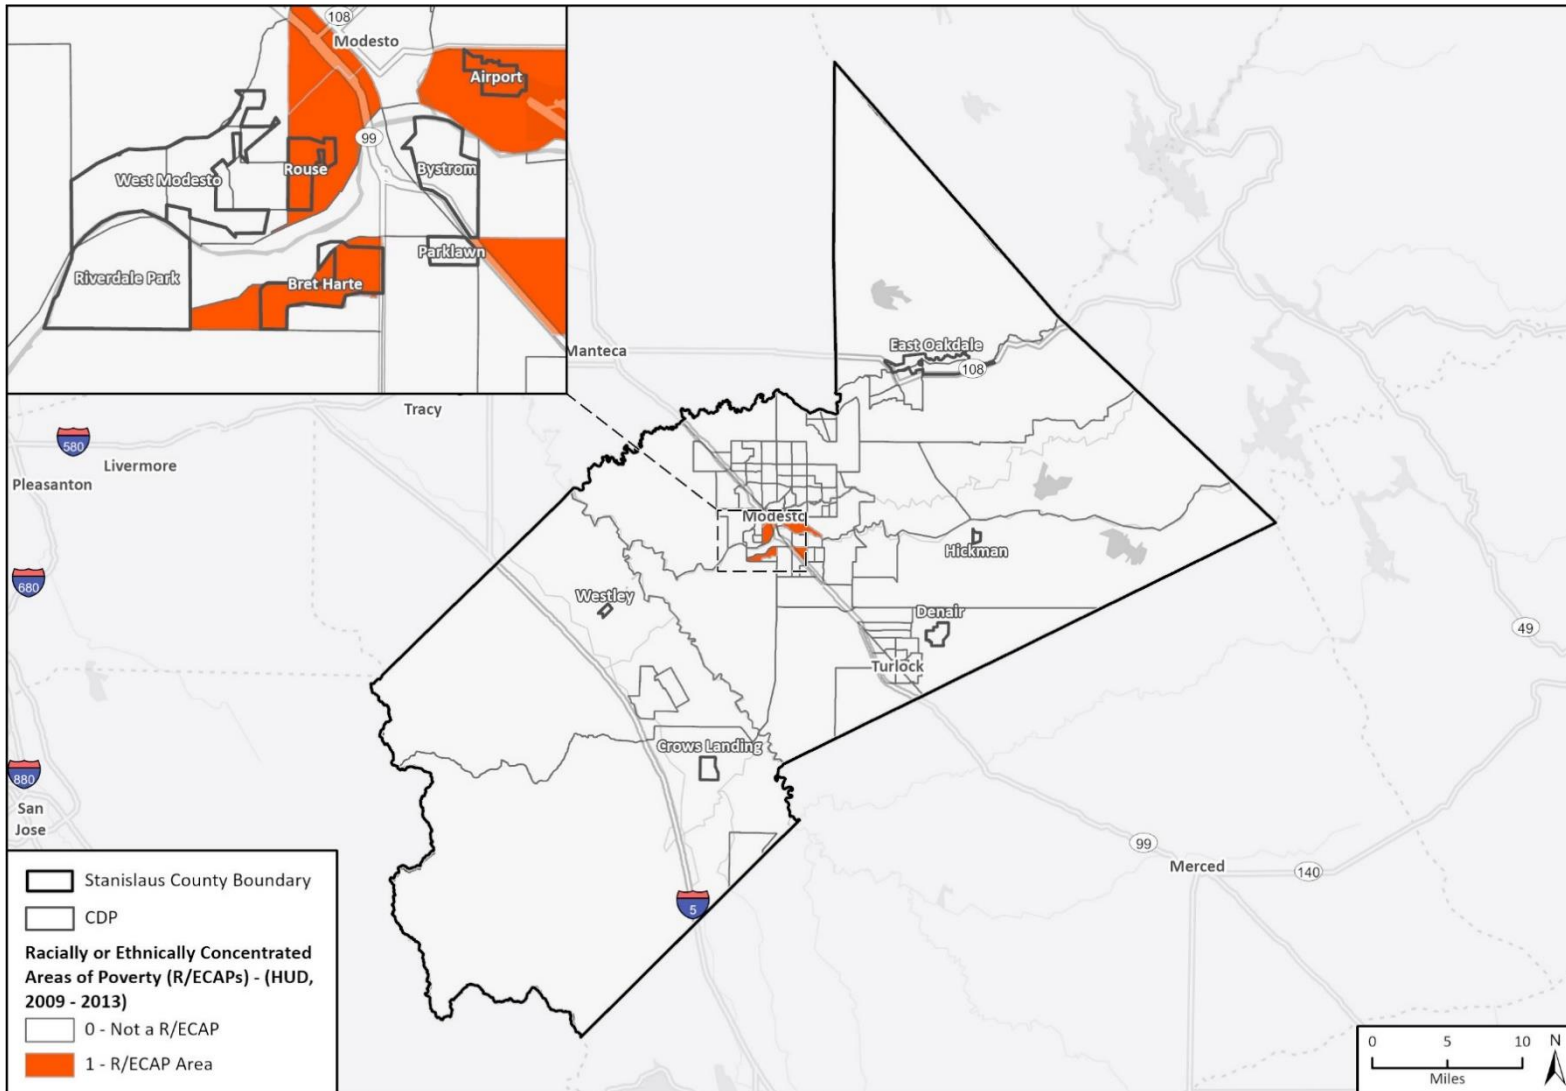 108
Modesto
Airport
99
Rouse
Bystrom
West Modesto
Parklawn
Riverdale Park
Bret Harte
Manteca
East Oakdale
108
Tracy
580
Livermore
Pleasanton
Modesto
Hickman
680
Westley
Denair
49
Turlock
Crows Landing
880
San
Jose
99
Merced
140
5
Stanislaus County Boundary
CDP
Racially or Ethnically Concentrated
Areas of Poverty (R/ECAPs) - (HUD,
2009 - 2013)
0 - Not a R/ECAP
1 - R/ECAP Area
0 5 10
Miles
N